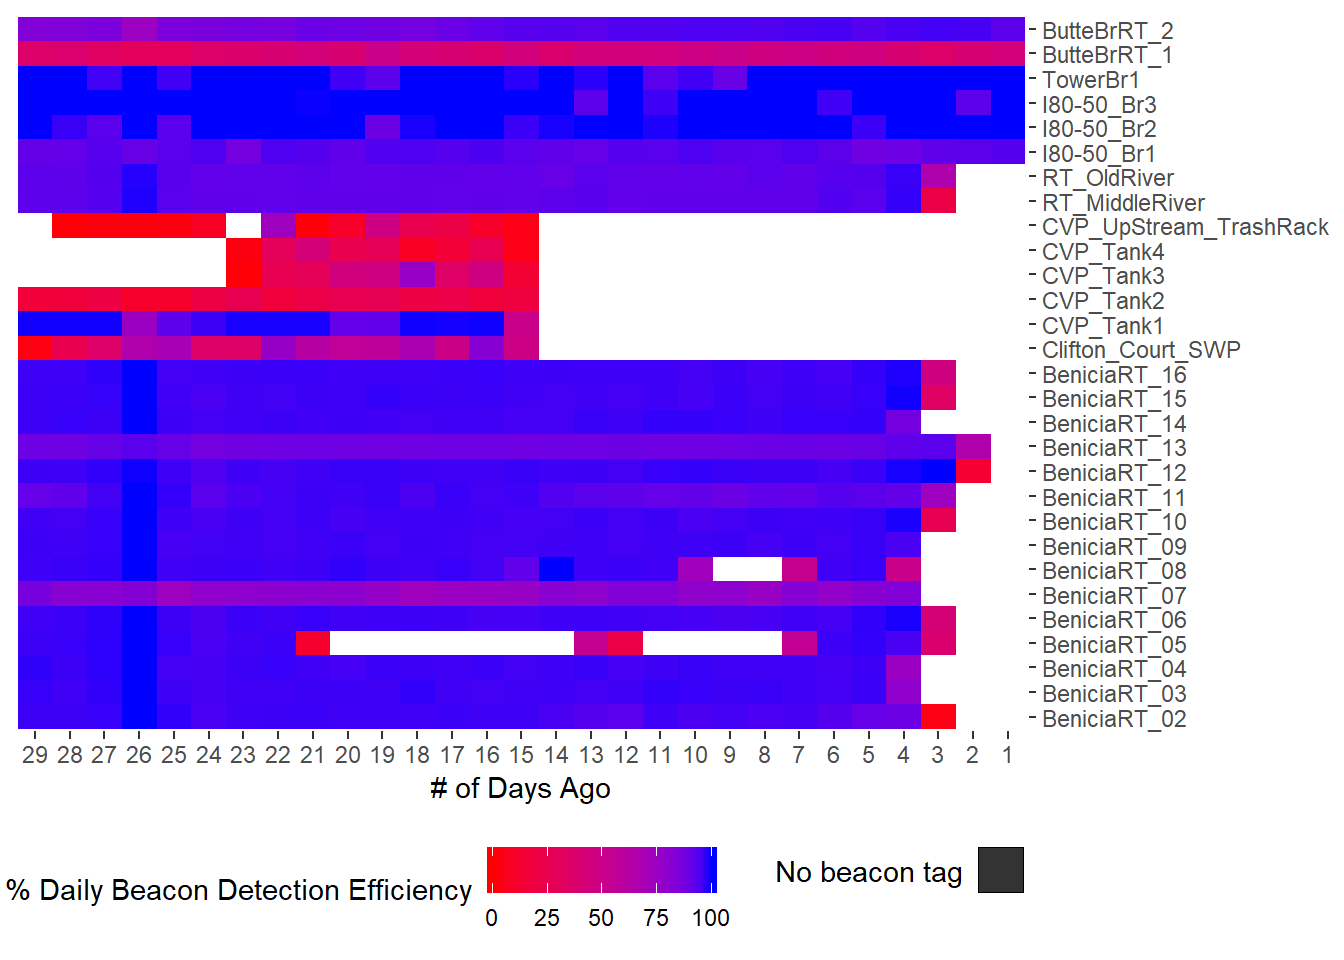 ButteBrRT_2
ButteBrRT_1
TowerBr1
I80-50_Br3
I80-50_Br2
I80-50_Br1
RT_OldRiver
RT_MiddleRiver
CVP_UpStream_TrashRack
CVP_Tank4
CVP_Tank3
CVP_Tank2
CVP_Tank1
Clifton_Court_SWP
BeniciaRT_16
BeniciaRT_15
BeniciaRT_14
BeniciaRT_13
BeniciaRT_12
BeniciaRT_11
BeniciaRT_10
BeniciaRT_09
BeniciaRT_08
BeniciaRT_07
BeniciaRT_06
BeniciaRT_05
BeniciaRT_04
BeniciaRT_03
BeniciaRT_02
29 28 27 26 25 24 23 22 21 20 19 18 17 16 15 14 13 12 11 10 9 8 7 6 5 4 3 2 1
# of Days Ago
% Daily Beacon Detection Efficiency
0 25 50 75 100
No beacon tag